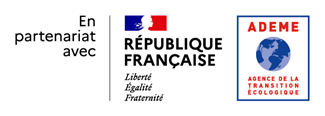 En
partenariat
avec
RÉPUBLIQUE
FRANÇAISE
Liberté
Égalité
Fraternité
ADEME
AGENCE DE LA
TRANSITION
ÉCOLOGIQUE